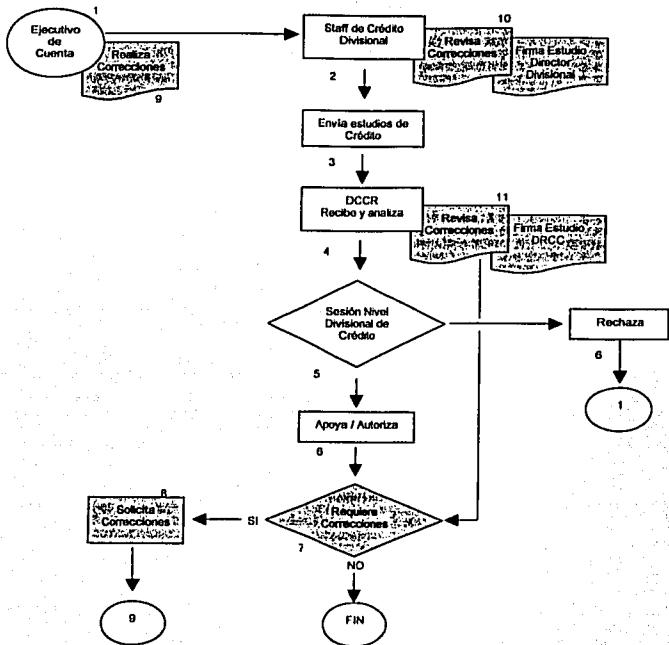 1
Ejecutivo
de
Cuenta
Realiza
Correcciones
9
Staff de Crédito
Divisional
10
Revisa
Correcciones
Firma Estudio
Director
Divisional
2
Envía estudios de
Crédito
3
DCCR
Recibo y analiza
11
Revisa
Correcciones
Firma Estudio
DRCC
4
Sesión Nivel
Divisional de
Crédito
Rechaza
5
6
1
Apoya / Autoriza
6
8
Solicita
Correcciones
SI
Requiere
Correcciones
7
NO
9
FIN